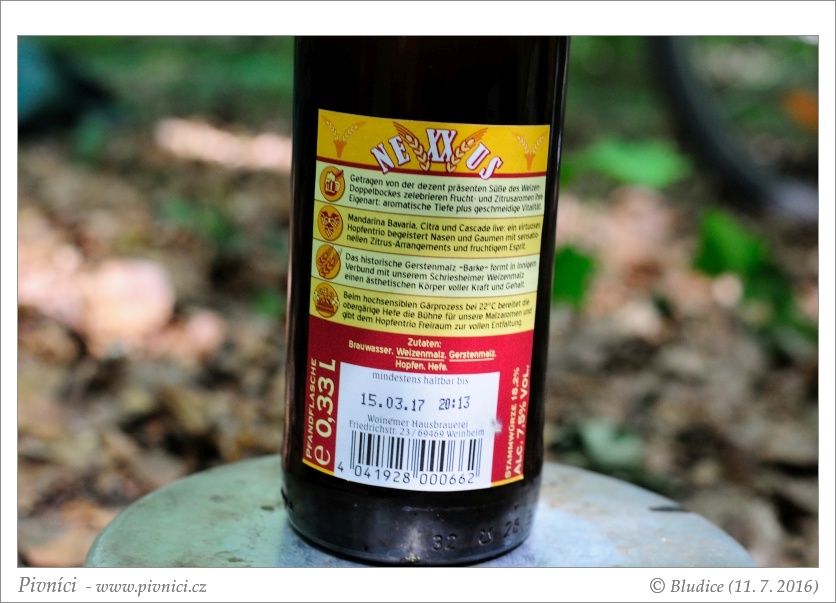 NEXXUS
Getragen von der dezent präsenten Süße des Weizen-
Doppelbockes zelebrieren Frucht- und Zitrusaromen ihre
Eigenart: aromatische Tiefe plus geschmeidige Vitalität.
Mandarina Bavaria, Citra und Cascade live: ein virtuoses
Hopfentrio begeistert Nasen und Gaumen mit sensatio-
nellen Zitrus-Arrangements und fruchtigem Esprit.
Das historische Gerstenmalz »Barke« formt in innigem
Verbund mit unserem Schriesheimer Weizenmalz
einen ästhetischen Körper voller Kraft und Gehalt.
Beim hochsensiblen Gärprozess bei 22°C bereitet die
obergärige Hefe die Bühne für unsere Malzaromen und
gibt dem Hopfentrio Freiraum zur vollen Entfaltung.
Zutaten:
Brauwasser, Weizenmalz, Gerstenmalz,
Hopfen, Hefe.
PFANDFLASCHE
e 0,33 L
mindestens haltbar bis
15.03.17 20:13
Woinemer Hausbrauerei
Friedrichstr. 23 / 69469 Weinheim
4 041928 000662
STAMMWÜRZE 18.2%
ALC. 7,5% VOL.
32
28
Pivníci - www.pivnici.cz
© Bludice (11. 7. 2016)